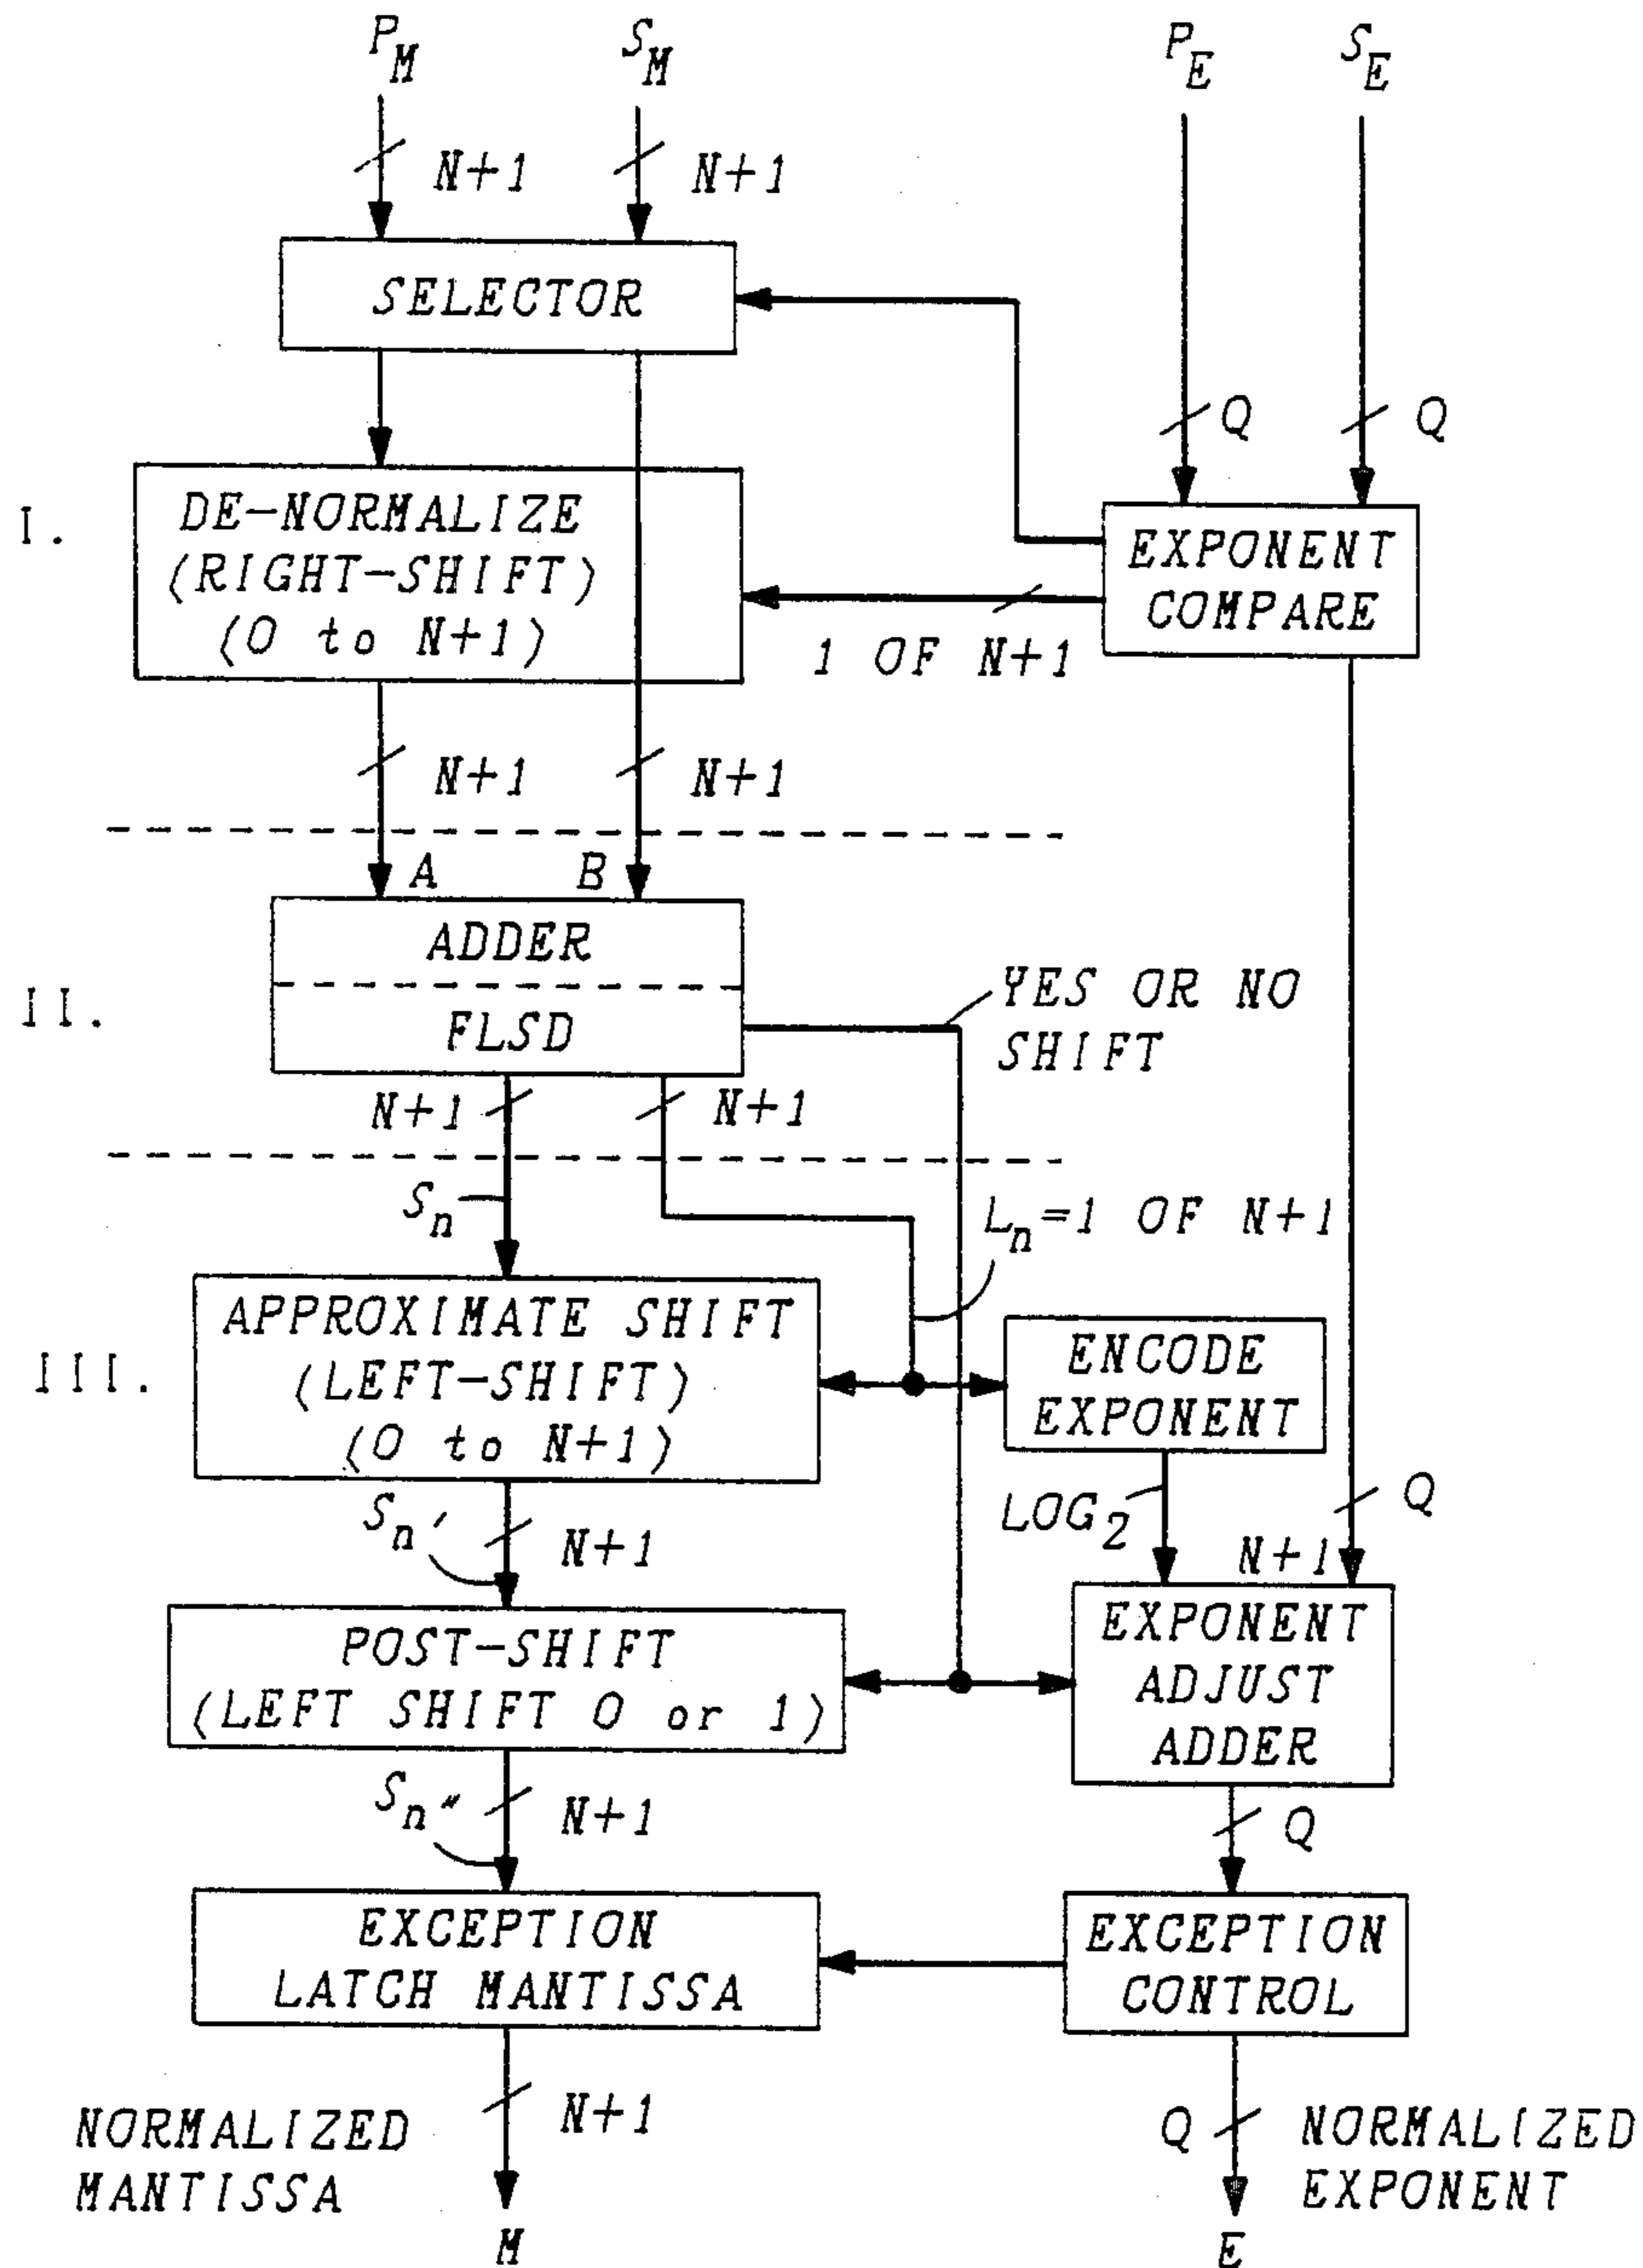 P_M
S_M
P_E
S_E
N+1
N+1
SELECTOR
Q
Q
I.
DE-NORMALIZE
(RIGHT-SHIFT)
(0 to N+1)
EXPONENT
COMPARE
1 OF N+1
N+1
N+1
A
B
II.
ADDER
FLSD
YES OR NO
SHIFT
N+1
N+1
S_n
L_n=1 OF N+1
III.
APPROXIMATE SHIFT
(LEFT-SHIFT)
(0 to N+1)
ENCODE
EXPONENT
S_n'
N+1
LOG_2
N+1
Q
POST-SHIFT
(LEFT SHIFT 0 or 1)
EXPONENT
ADJUST
ADDER
S_n"
N+1
Q
EXCEPTION
LATCH MANTISSA
EXCEPTION
CONTROL
NORMALIZED
MANTISSA
N+1
M
Q
NORMALIZED
EXPONENT
E